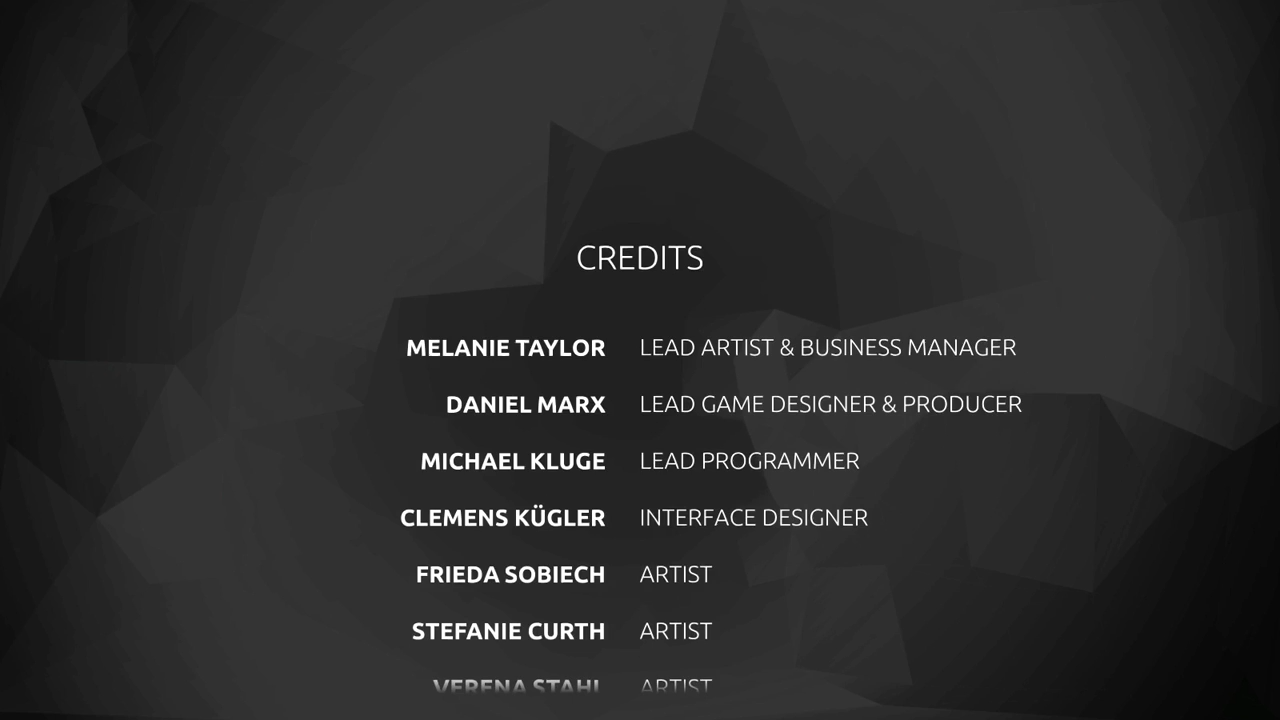 CREDITS
MELANIE TAYLOR LEAD ARTIST & BUSINESS MANAGER
DANIEL MARX LEAD GAME DESIGNER & PRODUCER
MICHAEL KLUGE LEAD PROGRAMMER
CLEMENS KÜGLER INTERFACE DESIGNER
FRIEDA SOBIECH ARTIST
STEFANIE CURTH ARTIST
VERENA STAHL ARTIST